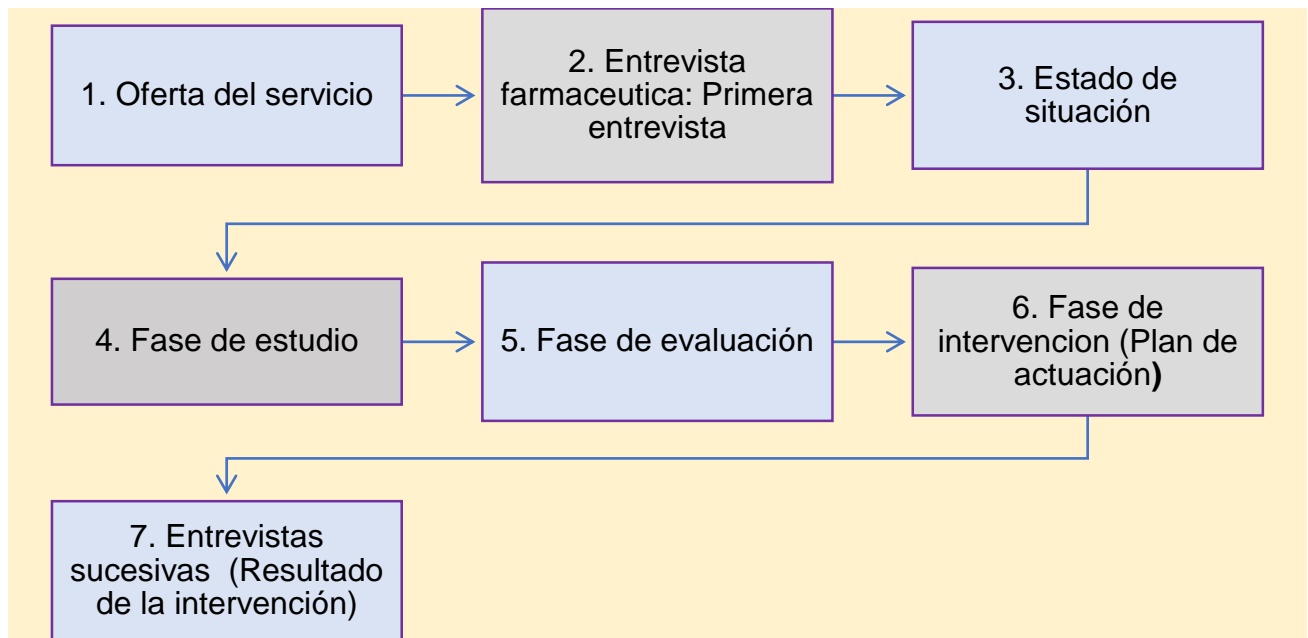 1. Oferta del servicio
2. Entrevista
farmaceutica: Primera
entrevista
3. Estado de
situación
4. Fase de estudio
5. Fase de evaluación
6. Fase de
intervencion (Plan de
actuación)
7. Entrevistas
sucesivas (Resultado
de la intervención)